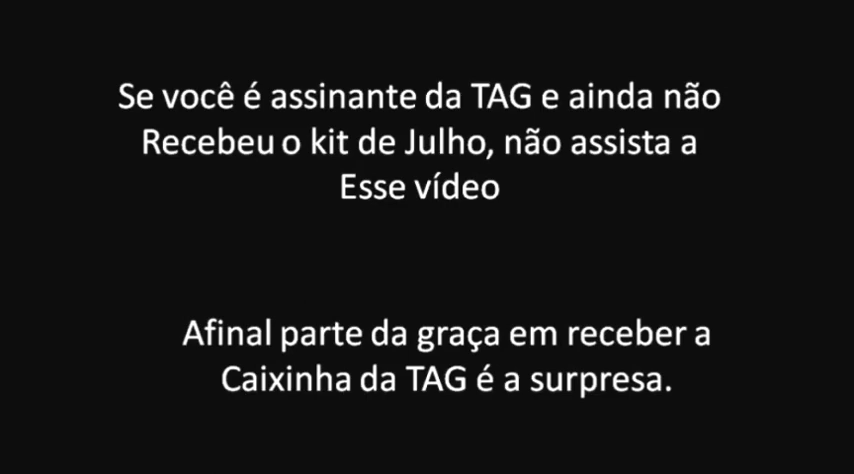 Se você é assinante da TAG e ainda não
Recebeu o kit de Julho, não assista a
Esse vídeo
Afinal parte da graça em receber a
Caixinha da TAG é a surpresa.